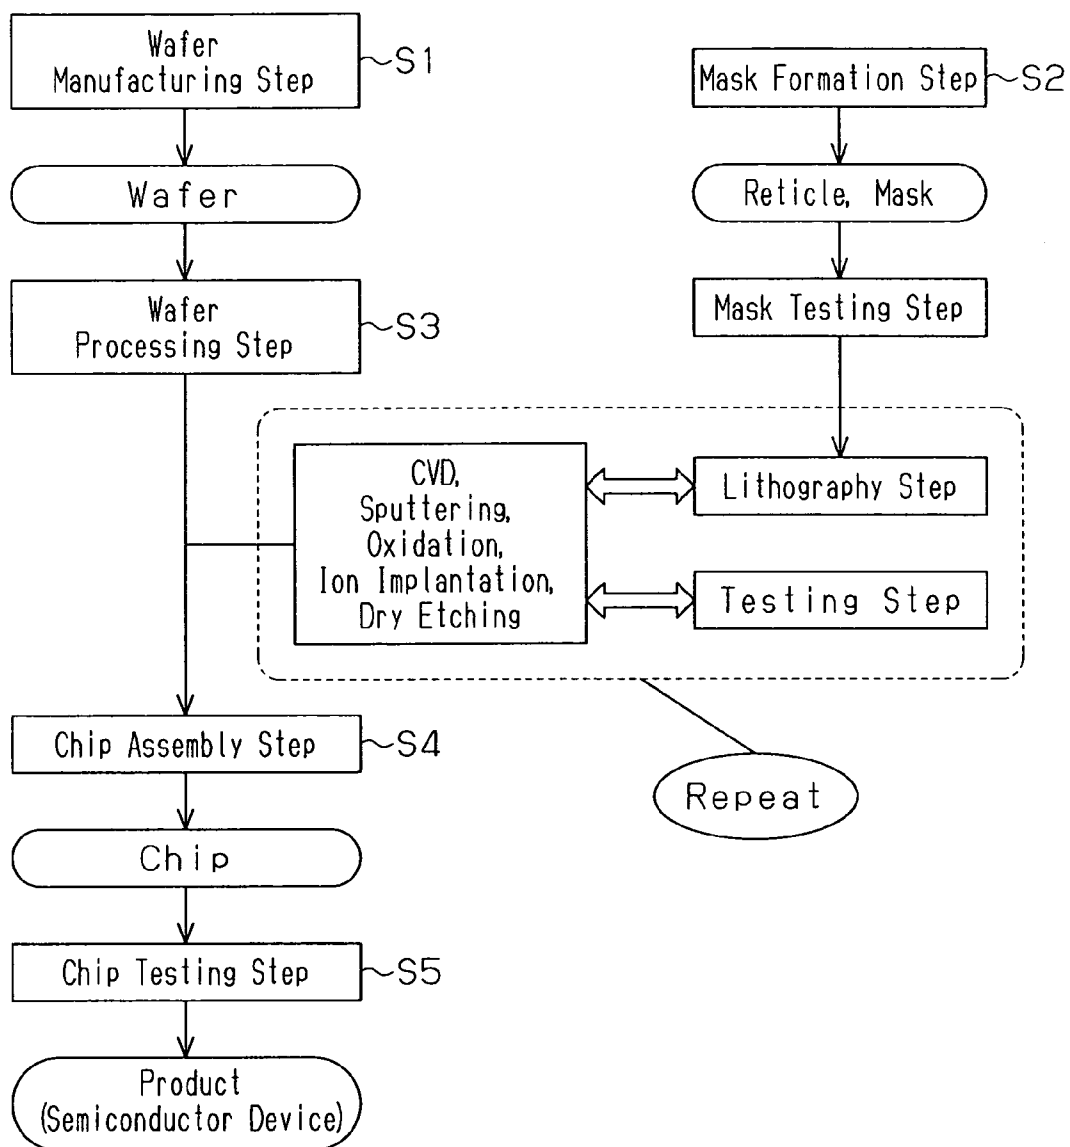 Wafer
Manufacturing Step
S1
Mask Formation Step
S2
Wafer
Reticle, Mask
Wafer
Processing Step
S3
Mask Testing Step
CVD,
Sputtering,
Oxidation,
Ion Implantation,
Dry Etching
Lithography Step
Testing Step
Chip Assembly Step
S4
Repeat
Chip
Chip Testing Step
S5
Product
(Semiconductor Device)